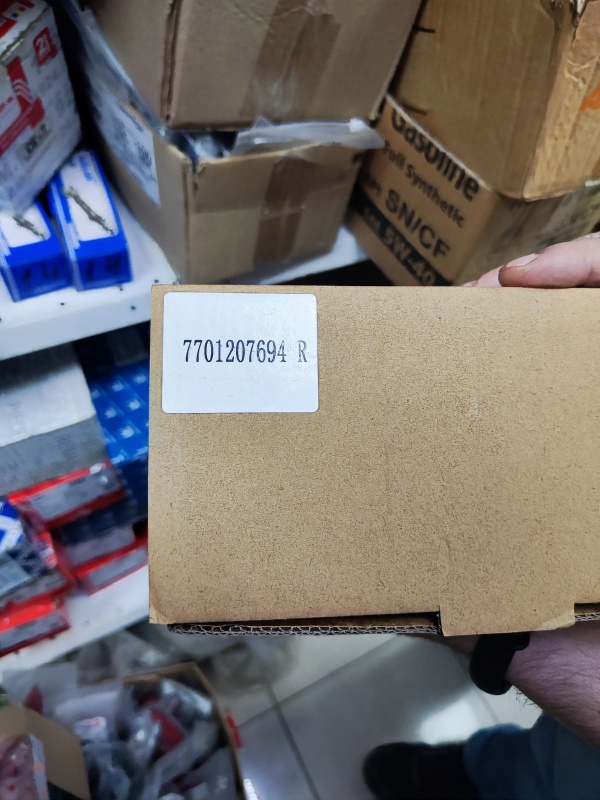 Gasoline
Full Synthetic
SN/CF
5W-40
7701207694 R